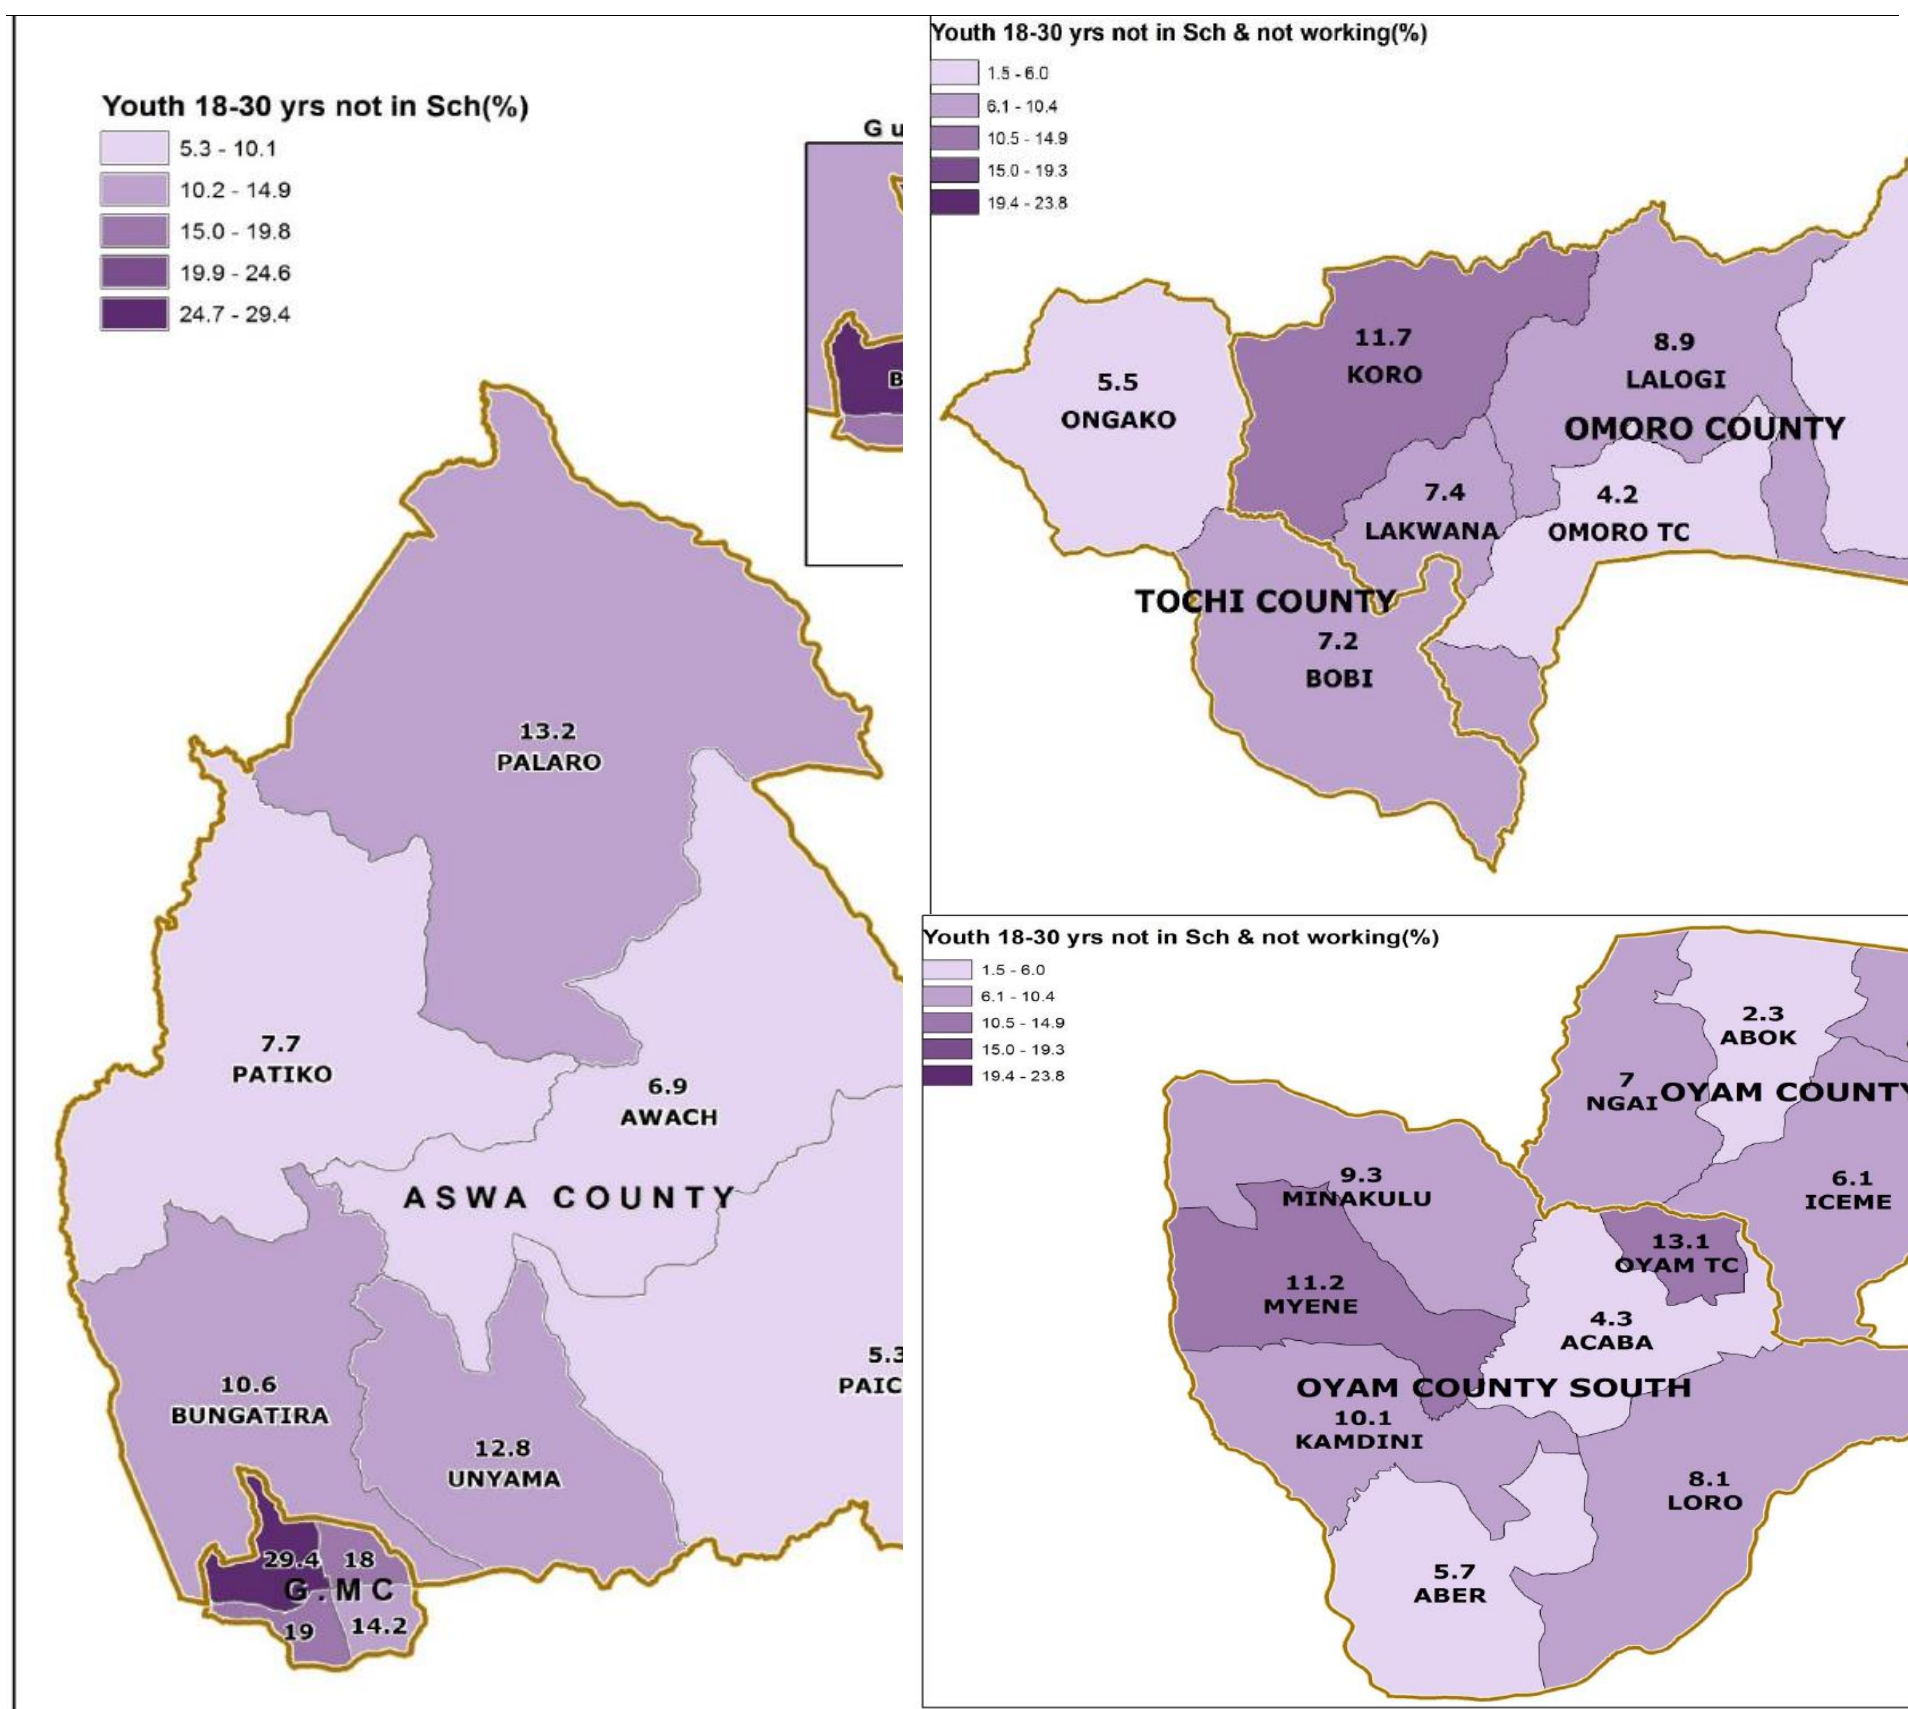 Youth 18-30 yrs not in Sch(%)
5.3 - 10.1
10.2 - 14.9
15.0 - 19.8
19.9 - 24.6
24.7 - 29.4
G u
B
13.2
PALARO
7.7
PATIKO
6.9
AWACH
ASWA COUNTY
5.3
PAIC
10.6
BUNGATIRA
12.8
UNYAMA
29.4
18
G . M C
19
14.2
Youth 18-30 yrs not in Sch & not working(%)
1.5 - 6.0
6.1 - 10.4
10.5 - 14.9
15.0 - 19.3
19.4 - 23.8
11.7
KORO
8.9
LALOGI
5.5
ONGAKO
OMORO COUNTY
7.4
LAKWANA
4.2
OMORO TC
TOCHI COUNTY
7.2
BOBI
Youth 18-30 yrs not in Sch & not working(%)
1.5 - 6.0
6.1 - 10.4
10.5 - 14.9
15.0 - 19.3
19.4 - 23.8
2.3
ABOK
7
NGAI
OYAM COUNTY
9.3
MINAKULU
6.1
ICEME
13.1
OYAM TC
11.2
MYENE
4.3
ACABA
OYAM COUNTY SOUTH
10.1
KAMDINI
8.1
LORO
5.7
ABER